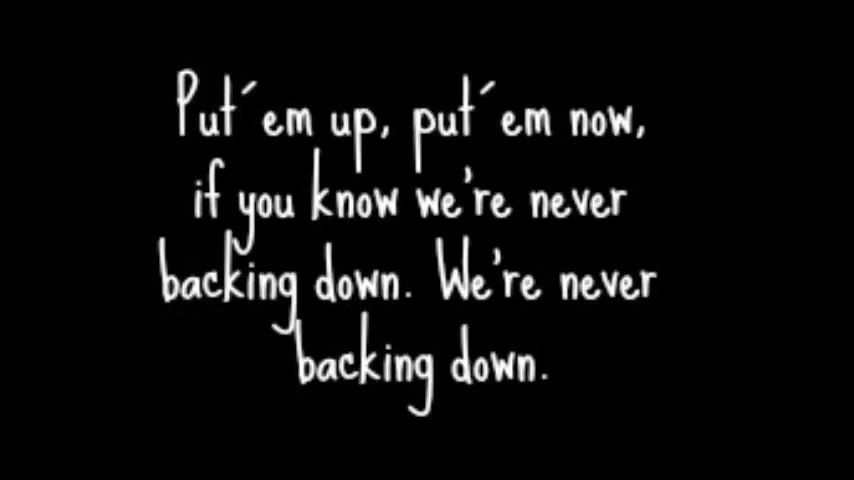 Put´em up, put´em now,
if you know we're never
backing down. We're never
backing down.